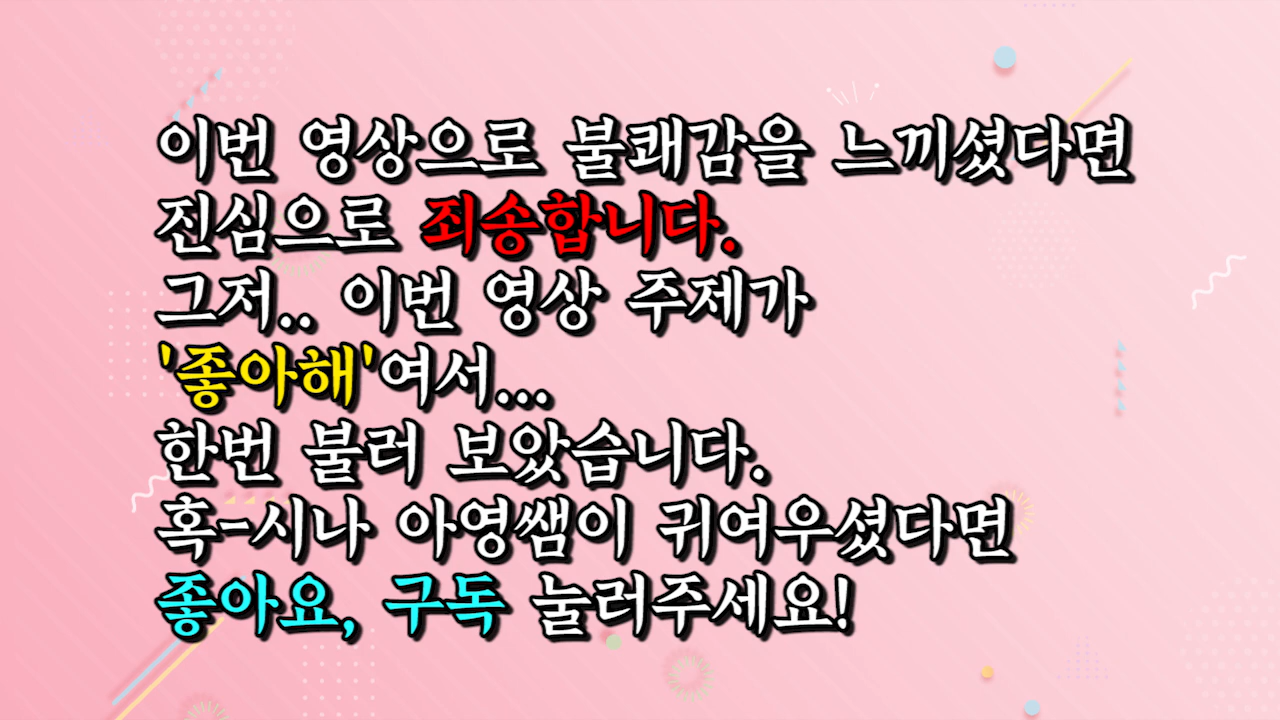 이번 영상으로 불쾌감을 느끼셨다면
진심으로 죄송합니다.
그저.. 이번 영상 주제가
'좋아해'여서...
한번 불러 보았습니다.
혹-시나 아영쌤이 귀여우셨다면
좋아요, 구독 눌러주세요!